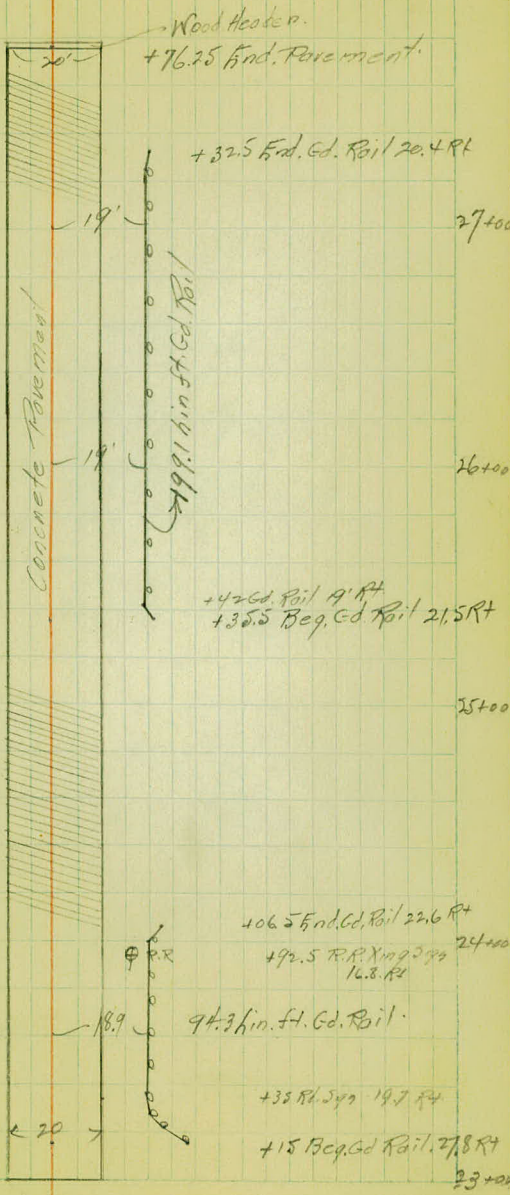 Wood Header.
20'
+76.25 End. Pavement.
+32.5 End. Gd. Rail 20.4 Rt
19'
27+00
199.1 Lin. ft. Gd. Rail
Concrete Pavement
19'
26+00
+42 Gd. Rail 19' Rt
+35.5 Beg. Gd. Rail 21.5 Rt
25+00
+06.5 End. Gd. Rail 22.6 Rt
24+00
R.R
+92.5 R.R. Xing Sgn
16.8 Rt
18.9
94.3 Lin. ft. Gd. Rail.
+35 Rd. Sgn 19.7 Rt
20
+15 Beg. Gd Rail. 27.8 Rt
23+00